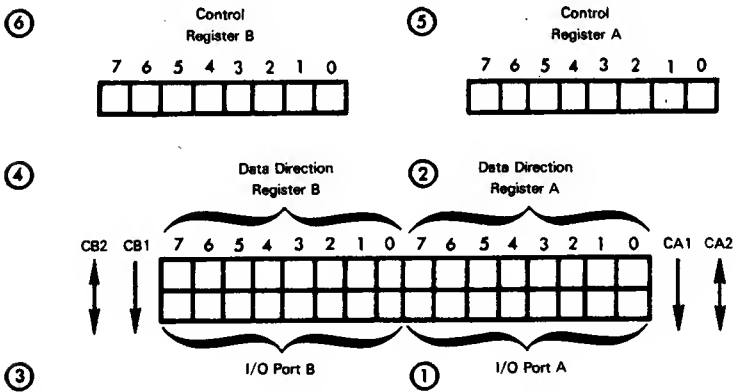 6 Control Register B
5 Control Register A
7 6 5 4 3 2 1 0
7 6 5 4 3 2 1 0
4 Data Direction Register B
2 Data Direction Register A
CB2 CB1 7 6 5 4 3 2 1 0 7 6 5 4 3 2 1 0 CA1 CA2
3 I/O Port B
1 I/O Port A